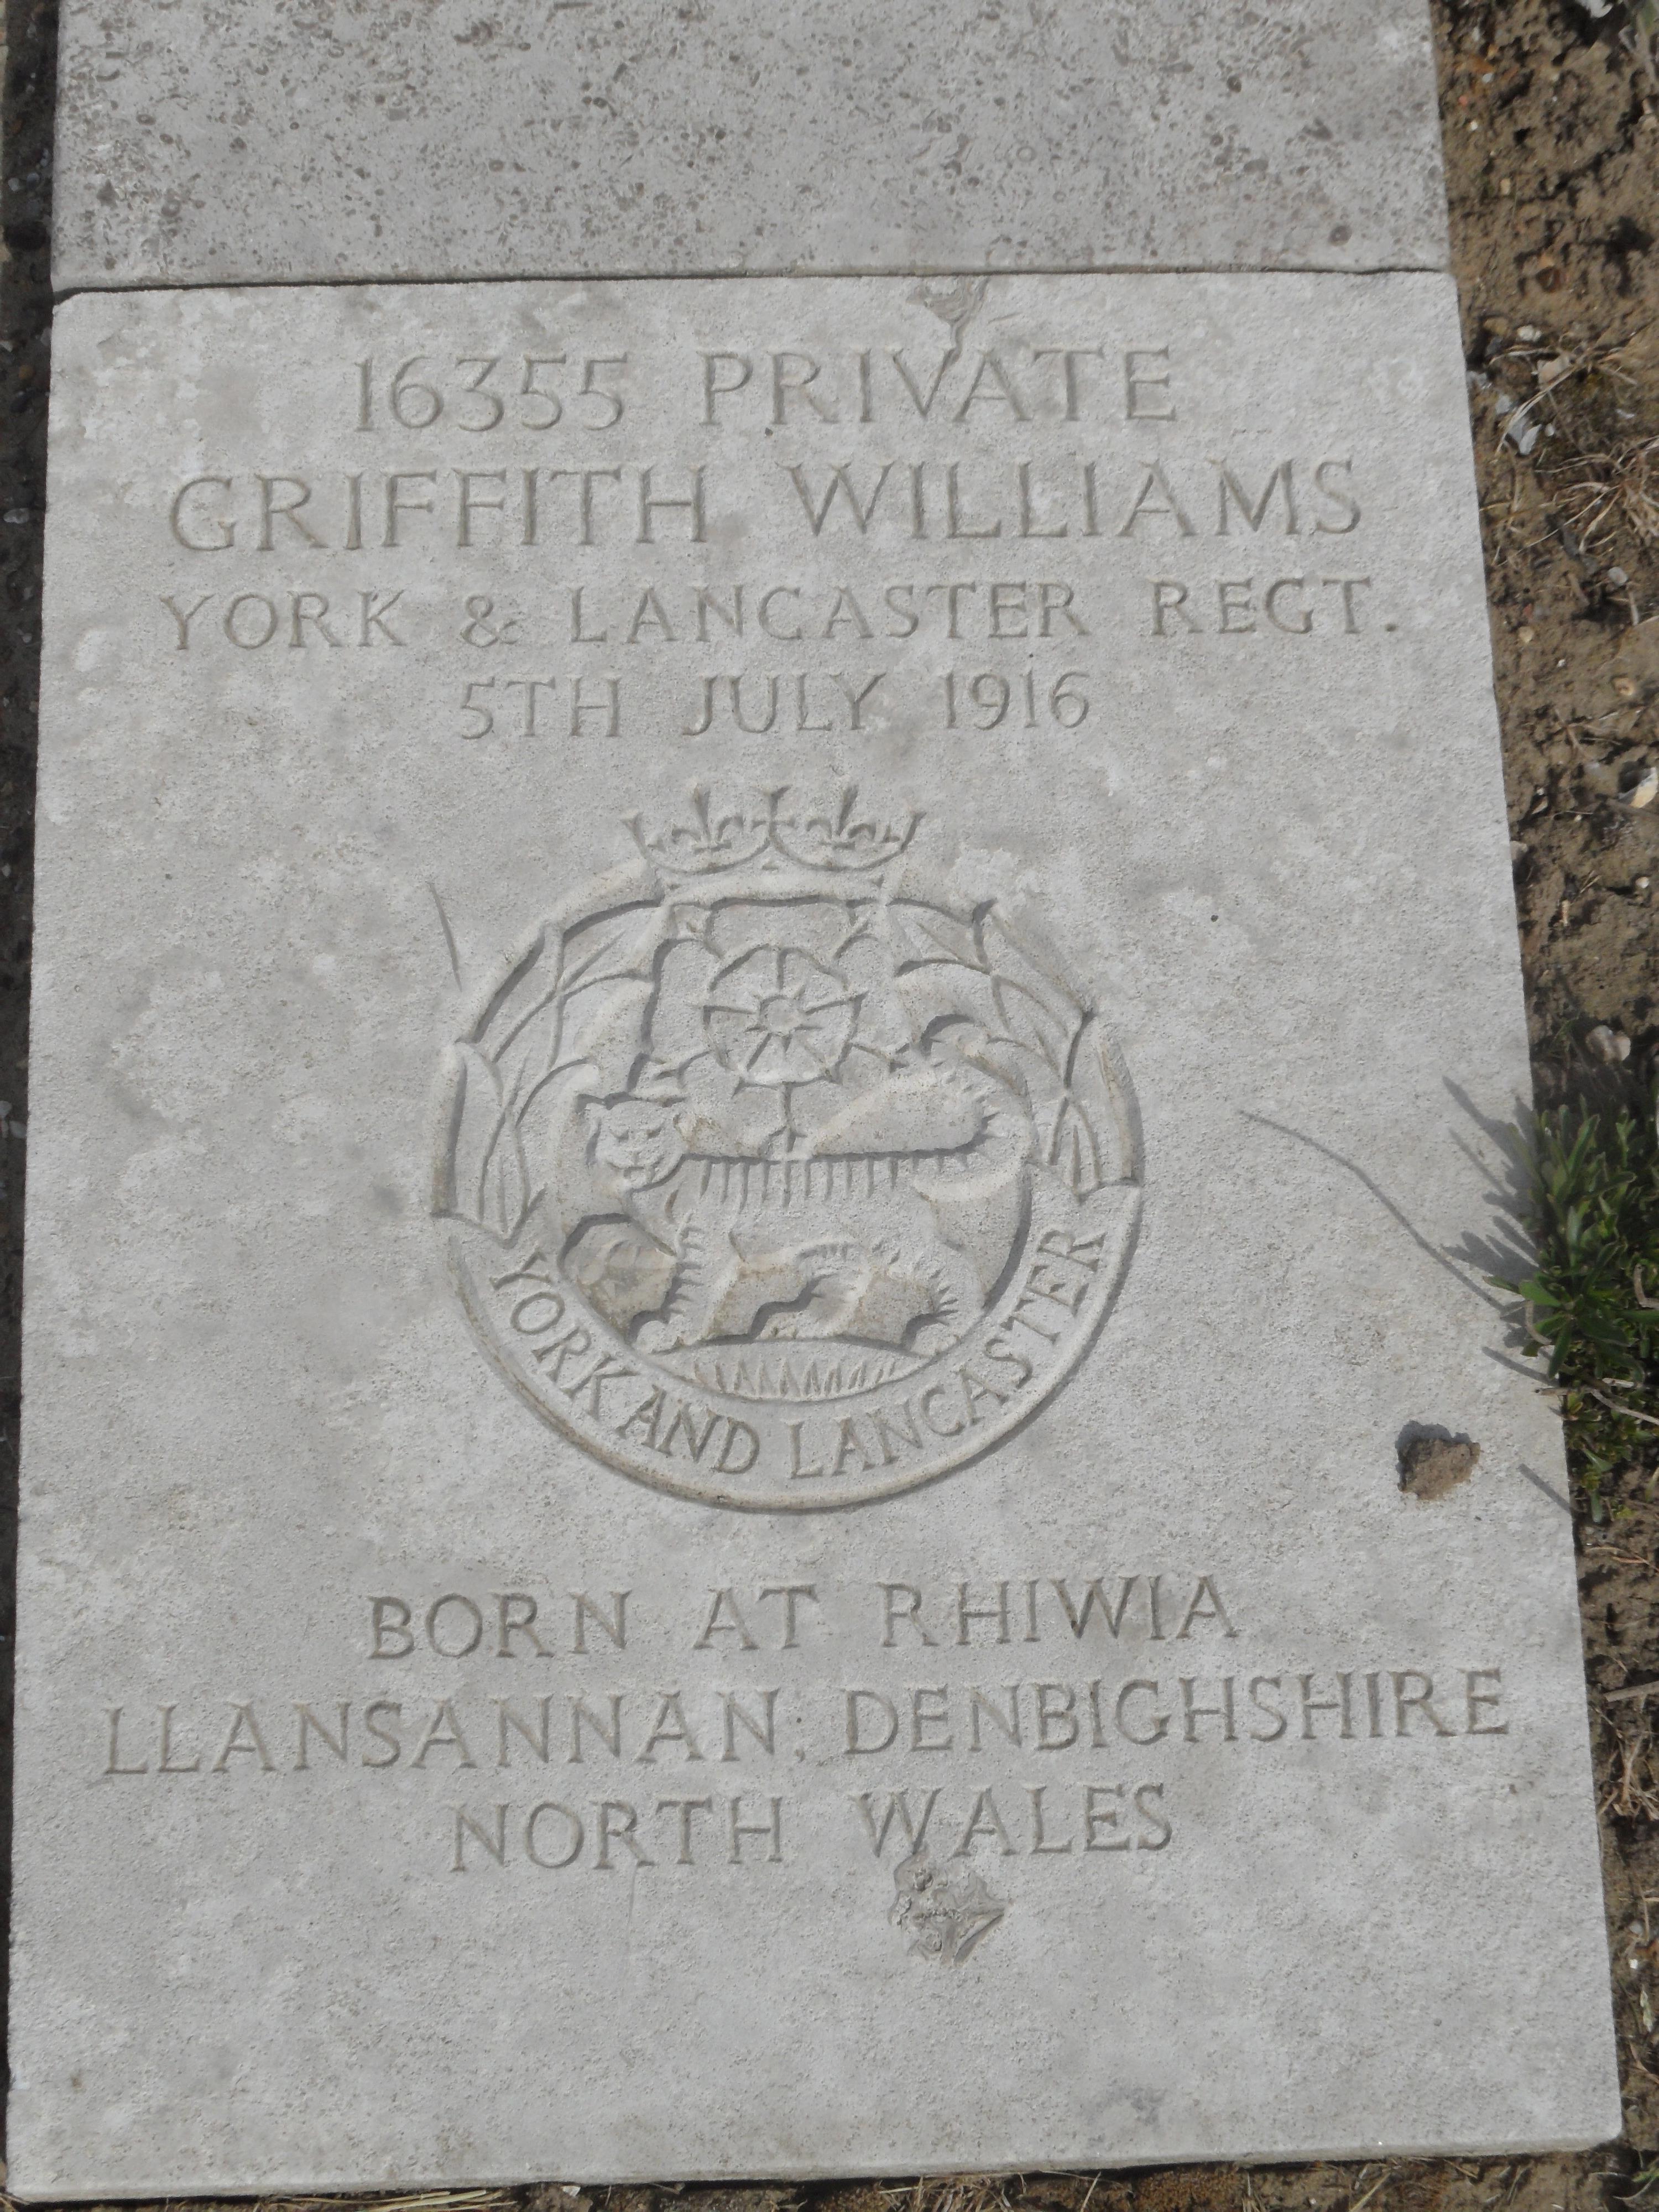 16355 PRIVATE
GRIFFITH WILLIAMS
YORK & LANCASTER REGT.
5TH JULY 1916
YORK AND LANCASTER
BORN AT RHIWIA
LLANSANNAN; DENBIGHSHIRE
NORTH WALES